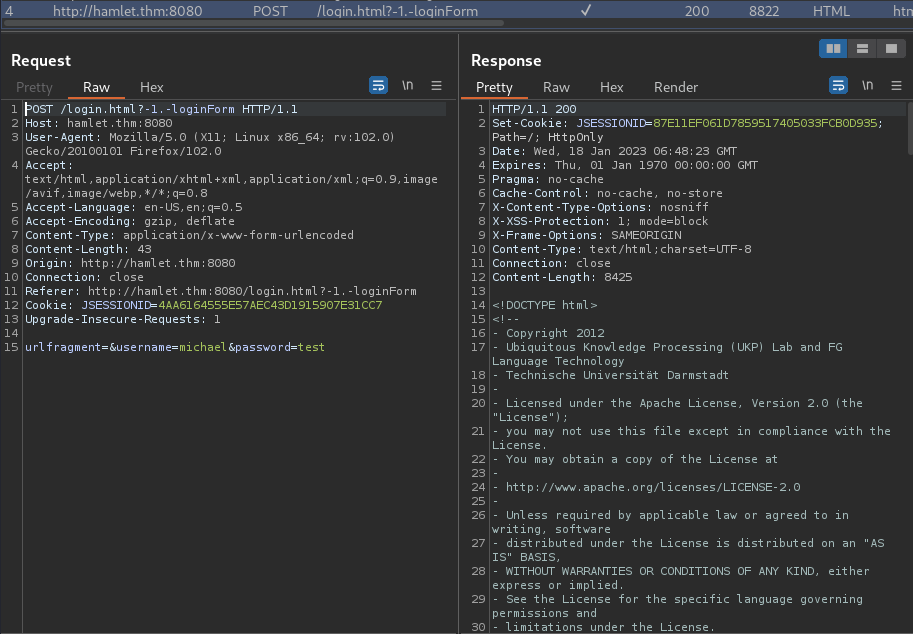 4 http://hamlet.thm:8080 POST /login.html?-1.-loginForm ✓ 200 8822 HTML htm
Request
Pretty Raw Hex \n
1 POST /login.html?-1.-loginForm HTTP/1.1
2 Host: hamlet.thm:8080
3 User-Agent: Mozilla/5.0 (X11; Linux x86_64; rv:102.0)
Gecko/20100101 Firefox/102.0
4 Accept:
text/html,application/xhtml+xml,application/xml;q=0.9,image
/avif,image/webp,*/*;q=0.8
5 Accept-Language: en-US,en;q=0.5
6 Accept-Encoding: gzip, deflate
7 Content-Type: application/x-www-form-urlencoded
8 Content-Length: 43
9 Origin: http://hamlet.thm:8080
10 Connection: close
11 Referer: http://hamlet.thm:8080/login.html?-1.-loginForm
12 Cookie: JSESSIONID=4AA6164555E57AEC43D1915907E31CC7
13 Upgrade-Insecure-Requests: 1
14
15 urlfragment=&username=michael&password=test
Response
Pretty Raw Hex Render \n
1 HTTP/1.1 200
2 Set-Cookie: JSESSIONID=87E11EF061D7859517405033FCB0D935;
Path=/; HttpOnly
3 Date: Wed, 18 Jan 2023 06:48:23 GMT
4 Expires: Thu, 01 Jan 1970 00:00:00 GMT
5 Pragma: no-cache
6 Cache-Control: no-cache, no-store
7 X-Content-Type-Options: nosniff
8 X-XSS-Protection: 1; mode=block
9 X-Frame-Options: SAMEORIGIN
10 Content-Type: text/html;charset=UTF-8
11 Connection: close
12 Content-Length: 8425
13
14 <!DOCTYPE html>
15 <!--
16 - Copyright 2012
17 - Ubiquitous Knowledge Processing (UKP) Lab and FG
Language Technology
18 - Technische Universität Darmstadt
19 -
20 - Licensed under the Apache License, Version 2.0 (the
"License");
21 - you may not use this file except in compliance with the
License.
22 - You may obtain a copy of the License at
23 -
24 - http://www.apache.org/licenses/LICENSE-2.0
25 -
26 - Unless required by applicable law or agreed to in
writing, software
27 - distributed under the License is distributed on an "AS
IS" BASIS,
28 - WITHOUT WARRANTIES OR CONDITIONS OF ANY KIND, either
express or implied.
29 - See the License for the specific language governing
permissions and
30 - limitations under the License.